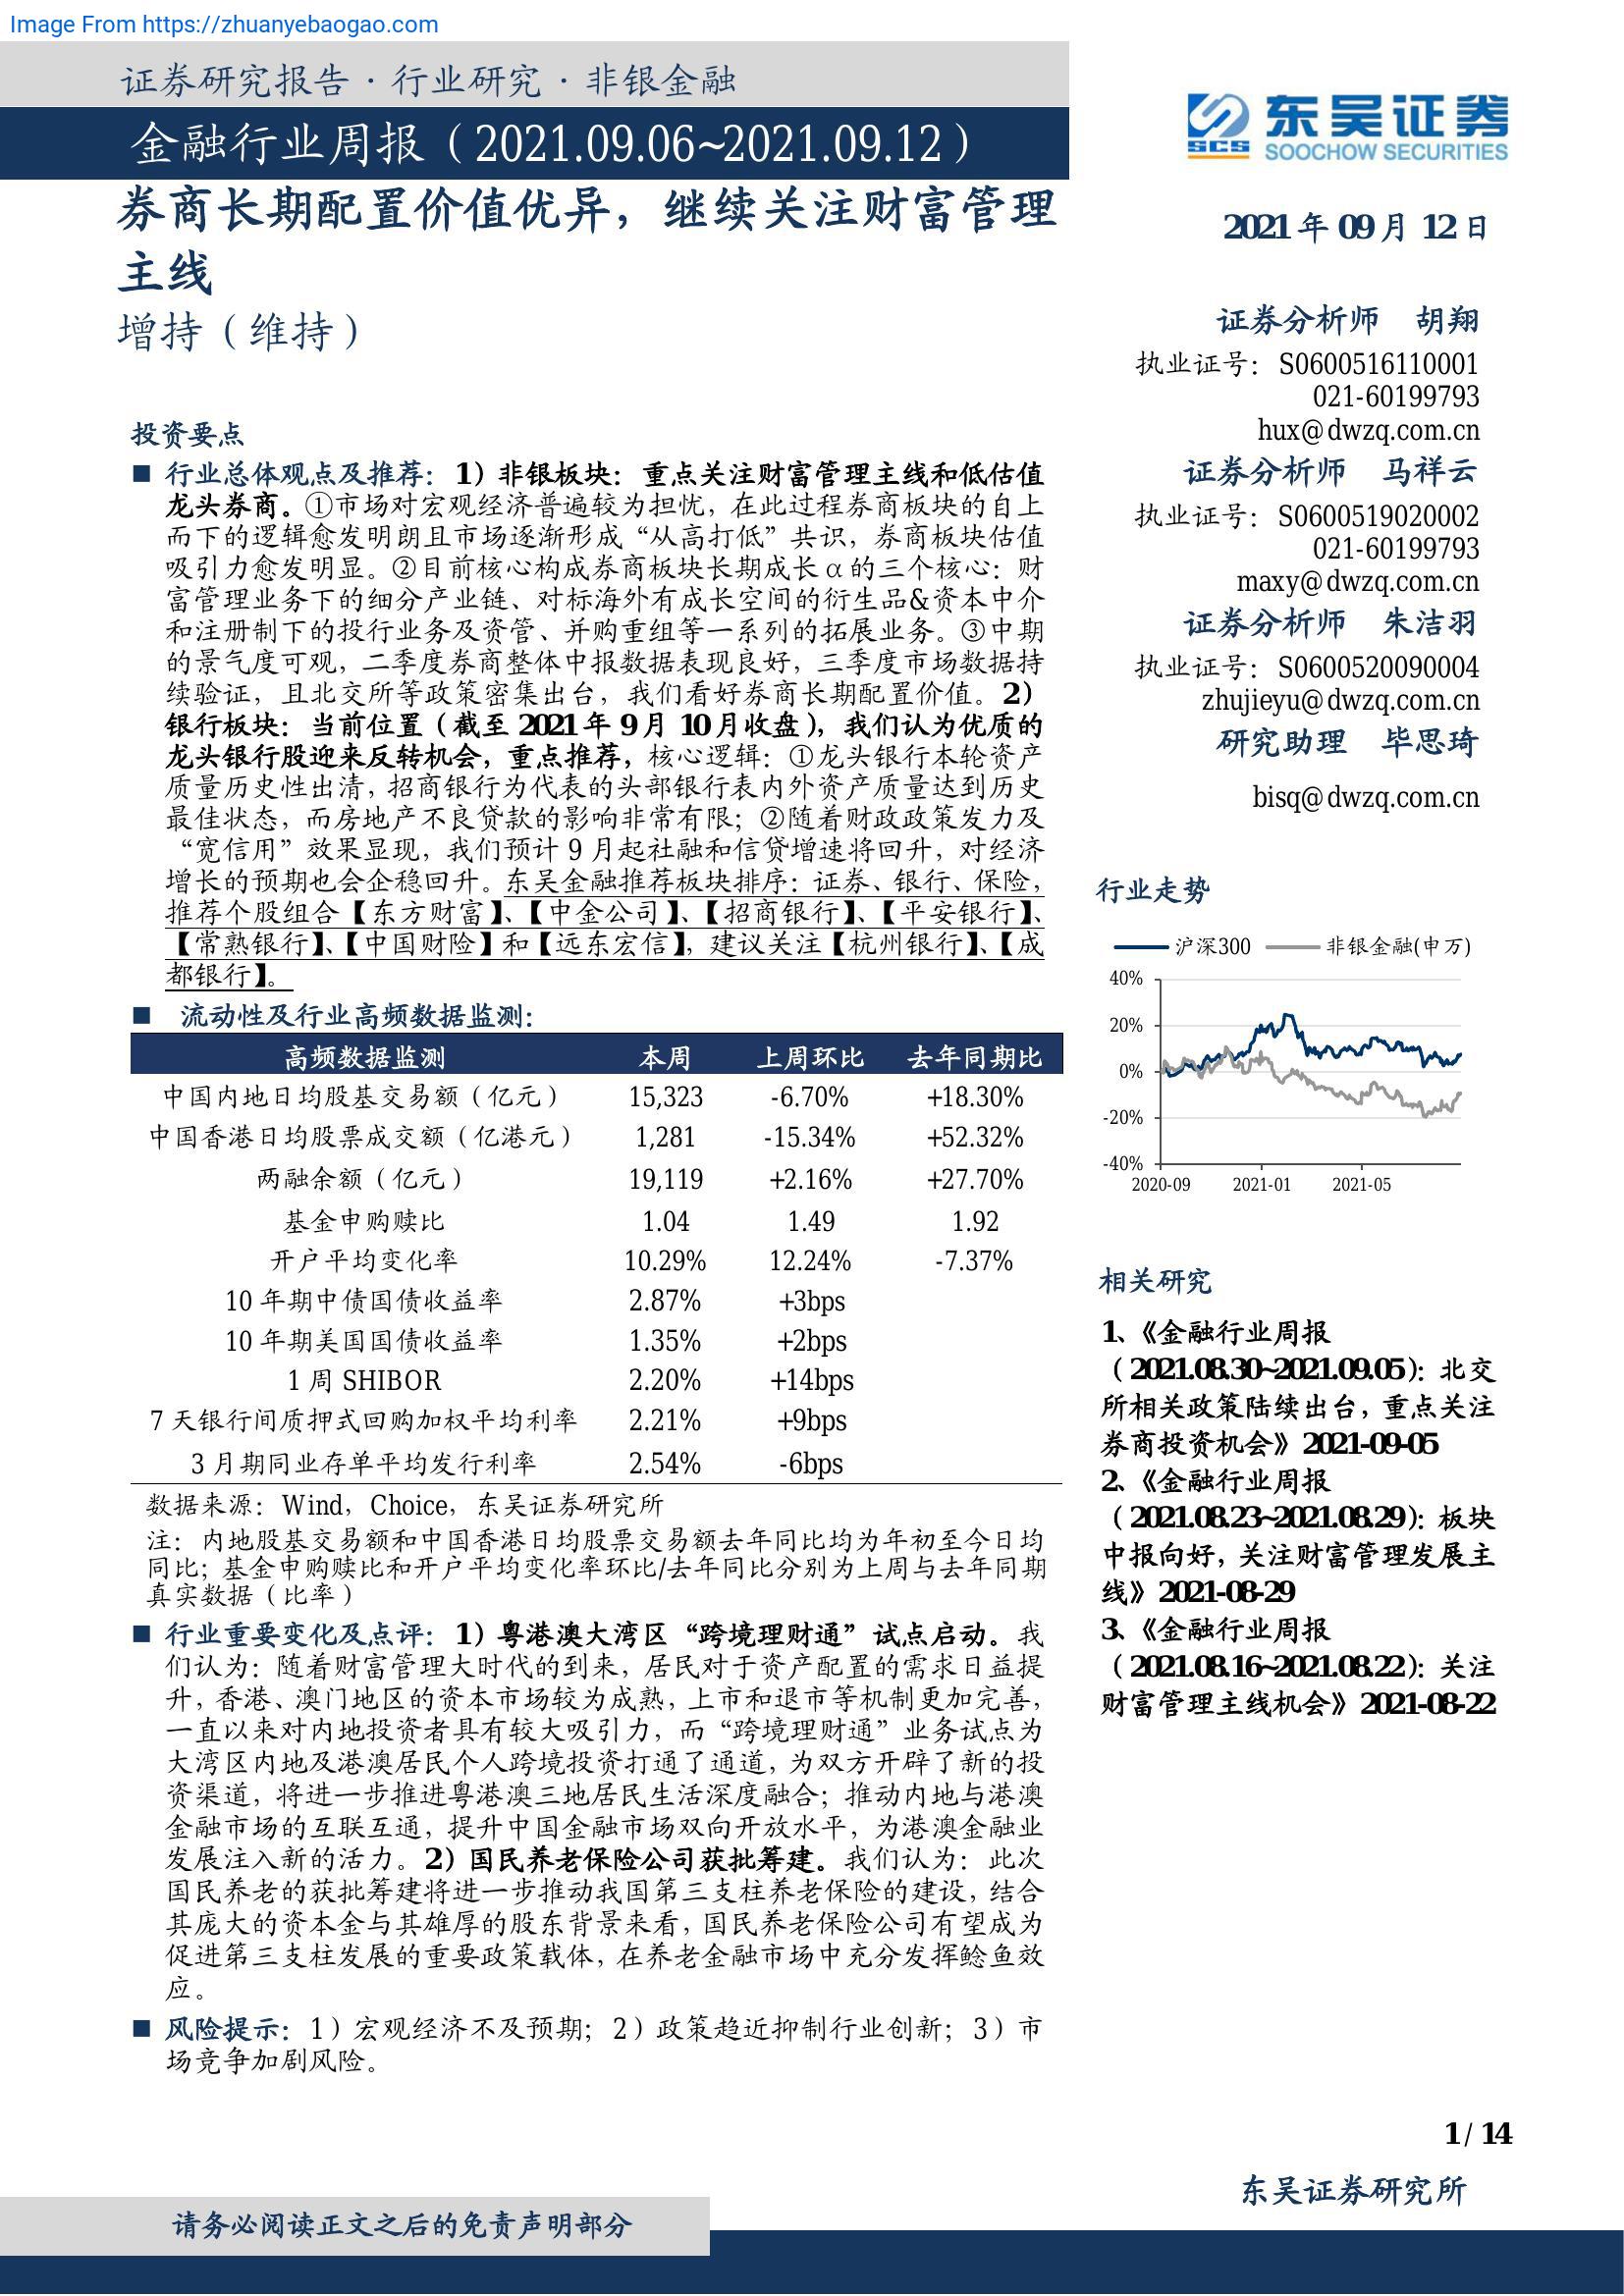 Image From https://zhuanyebaogao.com
证券研究报告·行业研究·非银金融
金融行业周报（2021.09.06~2021.09.12）
券商长期配置价值优异，继续关注财富管理
主线
增持（维持）
投资要点
■ 行业总体观点及推荐：1）非银板块：重点关注财富管理主线和低估值
龙头券商。①市场对宏观经济普遍较为担忧，在此过程券商板块的自上
而下的逻辑愈发明朗且市场逐渐形成“从高打低”共识，券商板块估值
吸引力愈发明显。②目前核心构成券商板块长期成长α的三个核心：财
富管理业务下的细分产业链、对标海外有成长空间的衍生品&资本中介
和注册制下的投行业务及资管、并购重组等一系列的拓展业务。③中期
的景气度可观，二季度券商整体中报数据表现良好，三季度市场数据持
续验证，且北交所等政策密集出台，我们看好券商长期配置价值。2）
银行板块：当前位置（截至 2021 年 9 月 10 月收盘），我们认为优质的
龙头银行股迎来反转机会，重点推荐，核心逻辑：①龙头银行本轮资产
质量历史性出清，招商银行为代表的头部银行表内外资产质量达到历史
最佳状态，而房地产不良贷款的影响非常有限；②随着财政政策发力及
“宽信用”效果显现，我们预计 9 月起社融和信贷增速将回升，对经济
增长的预期也会企稳回升。东吴金融推荐板块排序：证券、银行、保险，
推荐个股组合【东方财富】、【中金公司】、【招商银行】、【平安银行】、
【常熟银行】、【中国财险】和【远东宏信】，建议关注【杭州银行】、【成
都银行】。
■ 流动性及行业高频数据监测：
高频数据监测 本周 上周环比 去年同期比
中国内地日均股基交易额（亿元） 15,323 -6.70% +18.30%
中国香港日均股票成交额（亿港元） 1,281 -15.34% +52.32%
两融余额（亿元） 19,119 +2.16% +27.70%
基金申购赎比 1.04 1.49 1.92
开户平均变化率 10.29% 12.24% -7.37%
10 年期中债国债收益率 2.87% +3bps
10 年期美国国债收益率 1.35% +2bps
1 周 SHIBOR 2.20% +14bps
7 天银行间质押式回购加权平均利率 2.21% +9bps
3 月期同业存单平均发行利率 2.54% -6bps
数据来源：Wind，Choice，东吴证券研究所
注：内地股基交易额和中国香港日均股票交易额去年同比均为年初至今日均
同比；基金申购赎比和开户平均变化率环比/去年同比分别为上周与去年同期
真实数据（比率）
■ 行业重要变化及点评：1）粤港澳大湾区“跨境理财通”试点启动。我
们认为：随着财富管理大时代的到来，居民对于资产配置的需求日益提
升，香港、澳门地区的资本市场较为成熟，上市和退市等机制更加完善，
一直以来对内地投资者具有较大吸引力，而“跨境理财通”业务试点为
大湾区内地及港澳居民个人跨境投资打通了通道，为双方开辟了新的投
资渠道，将进一步推进粤港澳三地居民生活深度融合；推动内地与港澳
金融市场的互联互通，提升中国金融市场双向开放水平，为港澳金融业
发展注入新的活力。2）国民养老保险公司获批筹建。我们认为：此次
国民养老的获批筹建将进一步推动我国第三支柱养老保险的建设，结合
其庞大的资本金与其雄厚的股东背景来看，国民养老保险公司有望成为
促进第三支柱发展的重要政策载体，在养老金融市场中充分发挥鲶鱼效
应。
■ 风险提示：1）宏观经济不及预期；2）政策趋近抑制行业创新；3）市
场竞争加剧风险。
SCS 东吴证券
SOOCHOW SECURITIES
2021 年 09 月 12 日
证券分析师 胡翔
执业证号：S0600516110001
021-60199793
hux@dwzq.com.cn
证券分析师 马祥云
执业证号：S0600519020002
021-60199793
maxy@dwzq.com.cn
证券分析师 朱洁羽
执业证号：S0600520090004
zhujieyu@dwzq.com.cn
研究助理 毕思琦
bisq@dwzq.com.cn
行业走势
沪深300 非银金融(申万)
40%
20%
0%
-20%
-40%
2020-09 2021-01 2021-05
相关研究
1、《金融行业周报
（2021.08.30~2021.09.05）：北交
所相关政策陆续出台，重点关注
券商投资机会》2021-09-05
2、《金融行业周报
（2021.08.23~2021.08.29）：板块
中报向好，关注财富管理发展主
线》2021-08-29
3、《金融行业周报
（2021.08.16~2021.08.22）：关注
财富管理主线机会》2021-08-22
1 / 14
东吴证券研究所
请务必阅读正文之后的免责声明部分